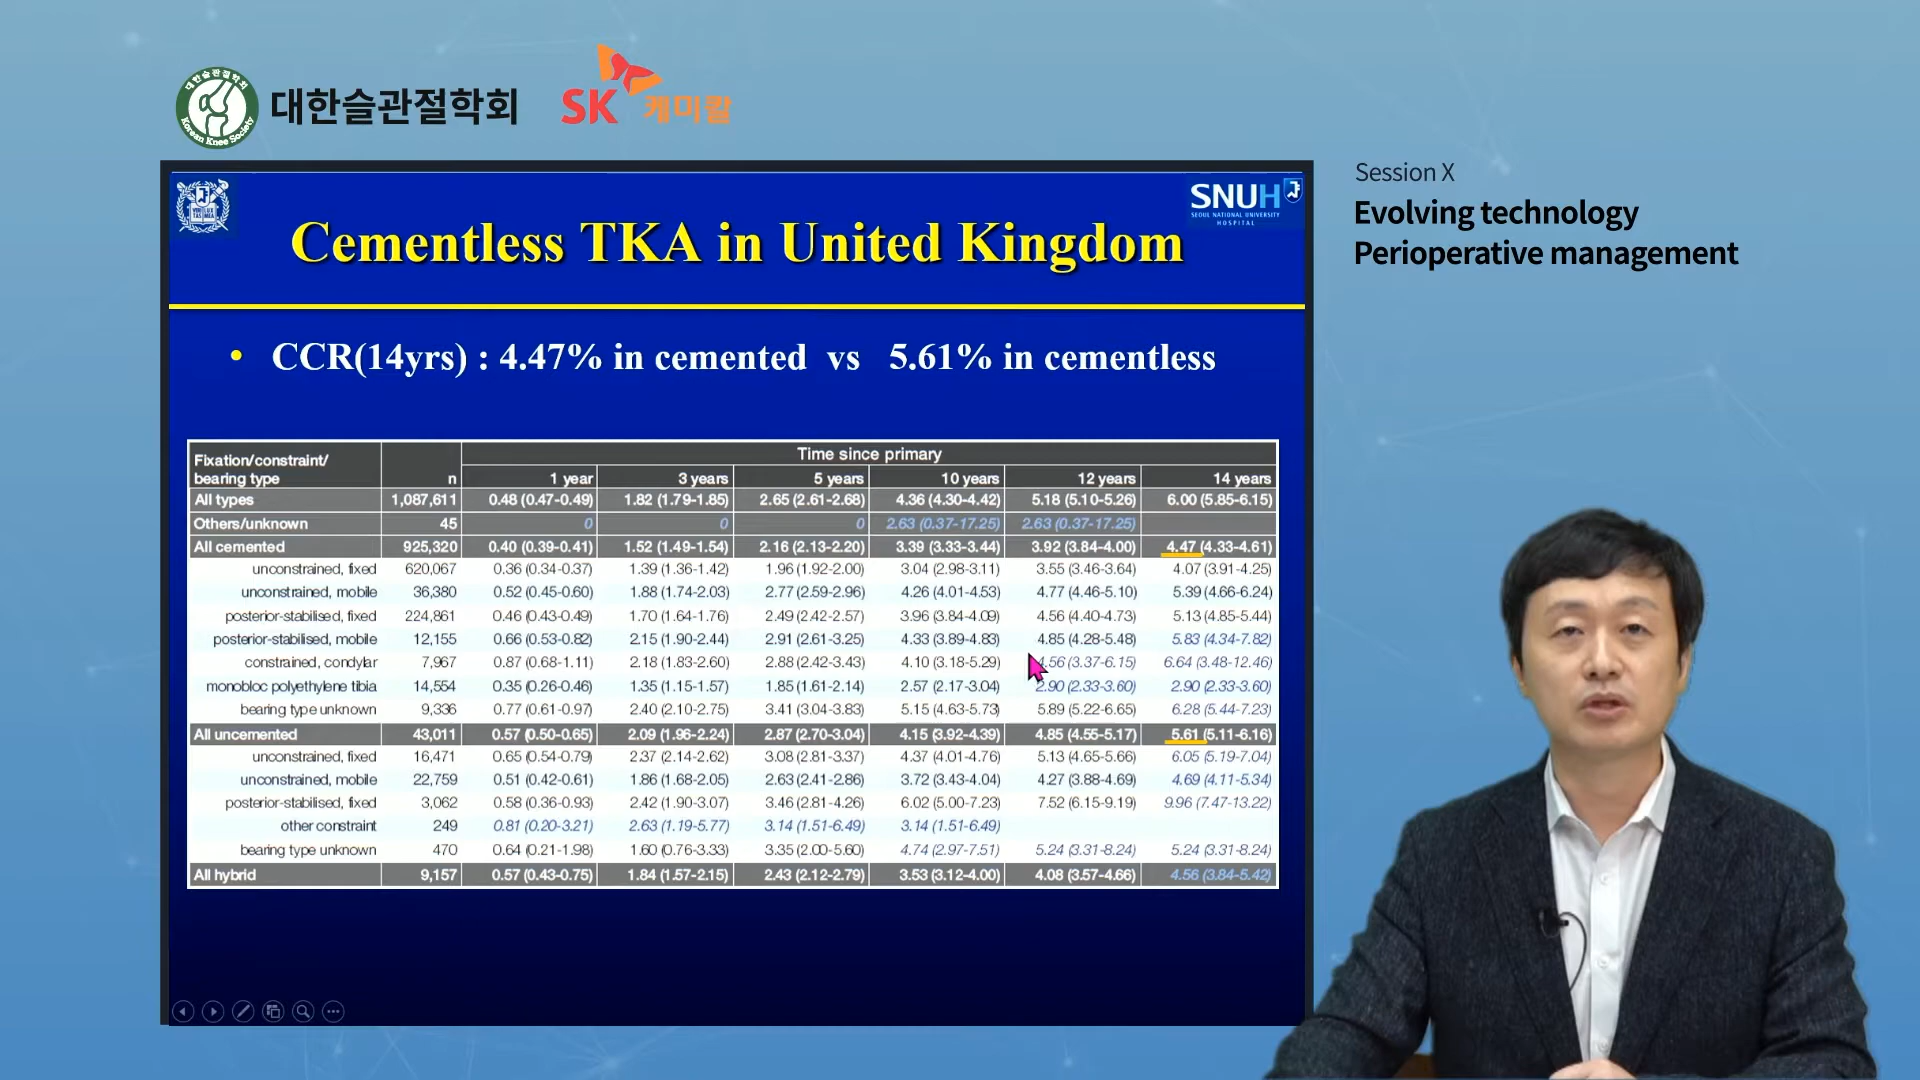 대한슬관절학회
SK 케미칼
Korean Knee Society
Session X
Evolving technology
Perioperative management
SNUH
SEOUL NATIONAL UNIVERSITY
HOSPITAL
Cementless TKA in United Kingdom
• CCR(14yrs) : 4.47% in cemented vs 5.61% in cementless
Fixation/constraint/
bearing type n Time since primary
1 year 3 years 5 years 10 years 12 years 14 years
All types 1,087,611 0.48 (0.47-0.49) 1.82 (1.79-1.85) 2.65 (2.61-2.68) 4.36 (4.30-4.42) 5.18 (5.10-5.26) 6.00 (5.85-6.15)
Others/unknown 45 0 0 0 2.63 (0.37-17.25) 2.63 (0.37-17.25)
All cemented 925,320 0.40 (0.39-0.41) 1.52 (1.49-1.54) 2.16 (2.13-2.20) 3.39 (3.33-3.44) 3.92 (3.84-4.00) 4.47 (4.33-4.61)
unconstrained, fixed 620,067 0.36 (0.34-0.37) 1.39 (1.36-1.42) 1.96 (1.92-2.00) 3.04 (2.98-3.11) 3.55 (3.46-3.64) 4.07 (3.91-4.25)
unconstrained, mobile 36,380 0.52 (0.45-0.60) 1.88 (1.74-2.03) 2.77 (2.59-2.96) 4.26 (4.01-4.53) 4.77 (4.46-5.10) 5.39 (4.66-6.24)
posterior-stabilised, fixed 224,861 0.46 (0.43-0.49) 1.70 (1.64-1.76) 2.49 (2.42-2.57) 3.96 (3.84-4.09) 4.56 (4.40-4.73) 5.13 (4.85-5.44)
posterior-stabilised, mobile 12,155 0.66 (0.53-0.82) 2.15 (1.90-2.44) 2.91 (2.61-3.25) 4.33 (3.89-4.83) 4.85 (4.28-5.48) 5.83 (4.34-7.82)
constrained, condylar 7,967 0.87 (0.68-1.11) 2.18 (1.83-2.60) 2.88 (2.42-3.43) 4.10 (3.18-5.29) 4.56 (3.37-6.15) 6.64 (3.48-12.46)
monobloc polyethylene tibia 14,554 0.35 (0.26-0.46) 1.35 (1.15-1.57) 1.85 (1.61-2.14) 2.57 (2.17-3.04) 2.90 (2.33-3.60) 2.90 (2.33-3.60)
bearing type unknown 9,336 0.77 (0.61-0.97) 2.40 (2.10-2.75) 3.41 (3.04-3.83) 5.15 (4.63-5.73) 5.89 (5.22-6.65) 6.28 (5.44-7.23)
All uncemented 43,011 0.57 (0.50-0.65) 2.09 (1.96-2.24) 2.87 (2.70-3.04) 4.15 (3.92-4.39) 4.85 (4.55-5.17) 5.61 (5.11-6.16)
unconstrained, fixed 16,471 0.65 (0.54-0.79) 2.37 (2.14-2.62) 3.08 (2.81-3.37) 4.37 (4.01-4.76) 5.13 (4.65-5.66) 6.05 (5.19-7.04)
unconstrained, mobile 22,759 0.51 (0.42-0.61) 1.86 (1.68-2.05) 2.63 (2.41-2.86) 3.72 (3.43-4.04) 4.27 (3.88-4.69) 4.69 (4.11-5.34)
posterior-stabilised, fixed 3,062 0.58 (0.36-0.93) 2.42 (1.90-3.07) 3.46 (2.81-4.26) 6.02 (5.00-7.23) 7.52 (6.15-9.19) 9.96 (7.47-13.22)
other constraint 249 0.81 (0.20-3.21) 2.63 (1.19-5.77) 3.14 (1.51-6.49) 3.14 (1.51-6.49)
bearing type unknown 470 0.64 (0.21-1.98) 1.60 (0.76-3.33) 3.35 (2.00-5.60) 4.74 (2.97-7.51) 5.24 (3.31-8.24) 5.24 (3.31-8.24)
All hybrid 9,157 0.57 (0.43-0.75) 1.84 (1.57-2.15) 2.43 (2.12-2.79) 3.53 (3.12-4.00) 4.08 (3.57-4.66) 4.56 (3.84-5.42)